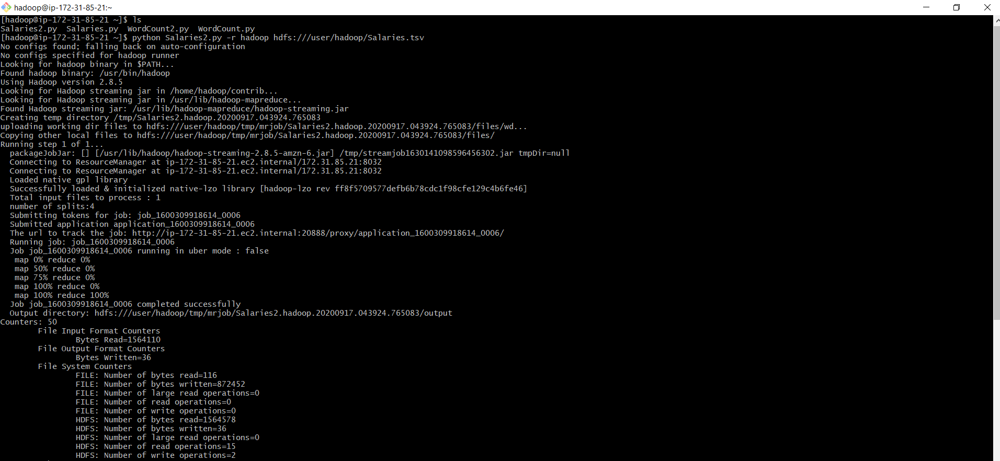 hadoop@ip-172-31-85-21:~
[hadoop@ip-172-31-85-21 ~]$ ls
Salaries2.py  Salaries.py  WordCount2.py  WordCount.py
[hadoop@ip-172-31-85-21 ~]$ python Salaries2.py -r hadoop hdfs:///user/hadoop/Salaries.tsv
No configs found; falling back on auto-configuration
No configs specified for hadoop runner
Looking for hadoop binary in $PATH...
Found hadoop binary: /usr/bin/hadoop
Using Hadoop version 2.8.5
Looking for Hadoop streaming jar in /home/hadoop/contrib...
Looking for Hadoop streaming jar in /usr/lib/hadoop-mapreduce...
Found Hadoop streaming jar: /usr/lib/hadoop-mapreduce/hadoop-streaming.jar
Creating temp directory /tmp/Salaries2.hadoop.20200917.043924.765083
uploading working dir files to hdfs:///user/hadoop/tmp/mrjob/Salaries2.hadoop.20200917.043924.765083/files/wd...
Copying other local files to hdfs:///user/hadoop/tmp/mrjob/Salaries2.hadoop.20200917.043924.765083/files/
Running step 1 of 1...
  packageJobJar: [] [/usr/lib/hadoop/hadoop-streaming-2.8.5-amzn-6.jar] /tmp/streamjob1630141098596456302.jar tmpDir=null
  Connecting to ResourceManager at ip-172-31-85-21.ec2.internal/172.31.85.21:8032
  Connecting to ResourceManager at ip-172-31-85-21.ec2.internal/172.31.85.21:8032
  Loaded native gpl library
  Successfully loaded & initialized native-lzo library [hadoop-lzo rev ff8f5709577defb6b78cdc1f98cfe129c4b6fe46]
  Total input files to process : 1
  number of splits:4
  Submitting tokens for job: job_1600309918614_0006
  Submitted application application_1600309918614_0006
  The url to track the job: http://ip-172-31-85-21.ec2.internal:20888/proxy/application_1600309918614_0006/
  Running job: job_1600309918614_0006
  Job job_1600309918614_0006 running in uber mode : false
   map 0% reduce 0%
   map 50% reduce 0%
   map 75% reduce 0%
   map 100% reduce 0%
   map 100% reduce 100%
  Job job_1600309918614_0006 completed successfully
  Output directory: hdfs:///user/hadoop/tmp/mrjob/Salaries2.hadoop.20200917.043924.765083/output
Counters: 50
        File Input Format Counters
                Bytes Read=1564110
        File Output Format Counters
                Bytes Written=36
        File System Counters
                FILE: Number of bytes read=116
                FILE: Number of bytes written=872452
                FILE: Number of large read operations=0
                FILE: Number of read operations=0
                FILE: Number of write operations=0
                HDFS: Number of bytes read=1564578
                HDFS: Number of bytes written=36
                HDFS: Number of large read operations=0
                HDFS: Number of read operations=15
                HDFS: Number of write operations=2